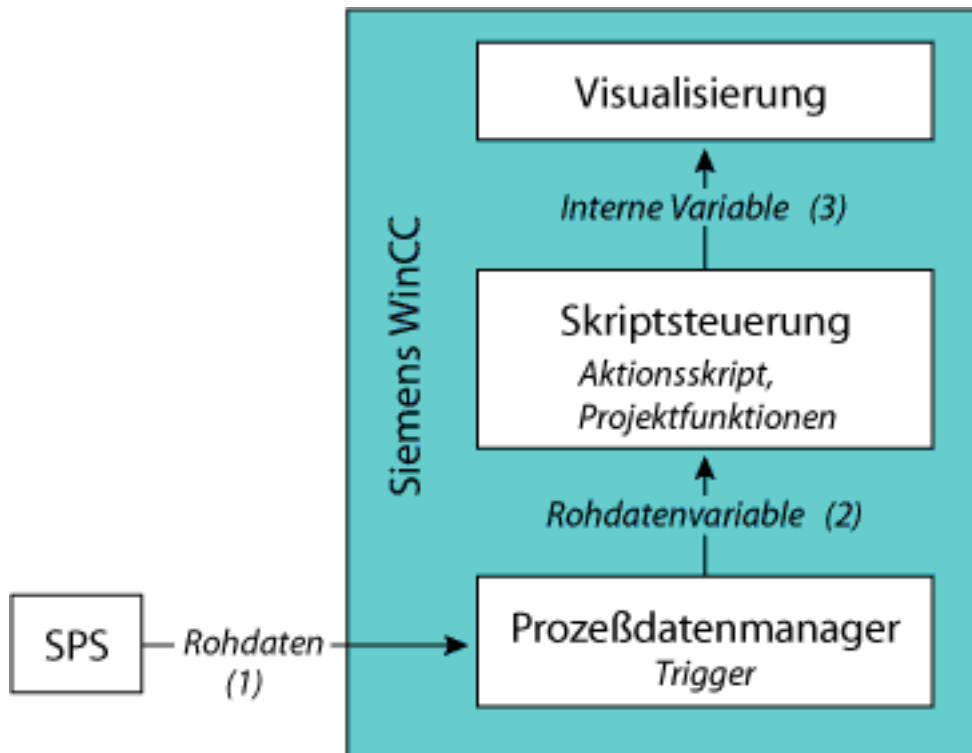 Visualisierung
Interne Variable (3)
Siemens WinCC
Skriptsteuerung
Aktionsskript,
Projektfunktionen
Rohdatenvariable (2)
Prozeßdatenmanager
Trigger
SPS
Rohdaten
(1)